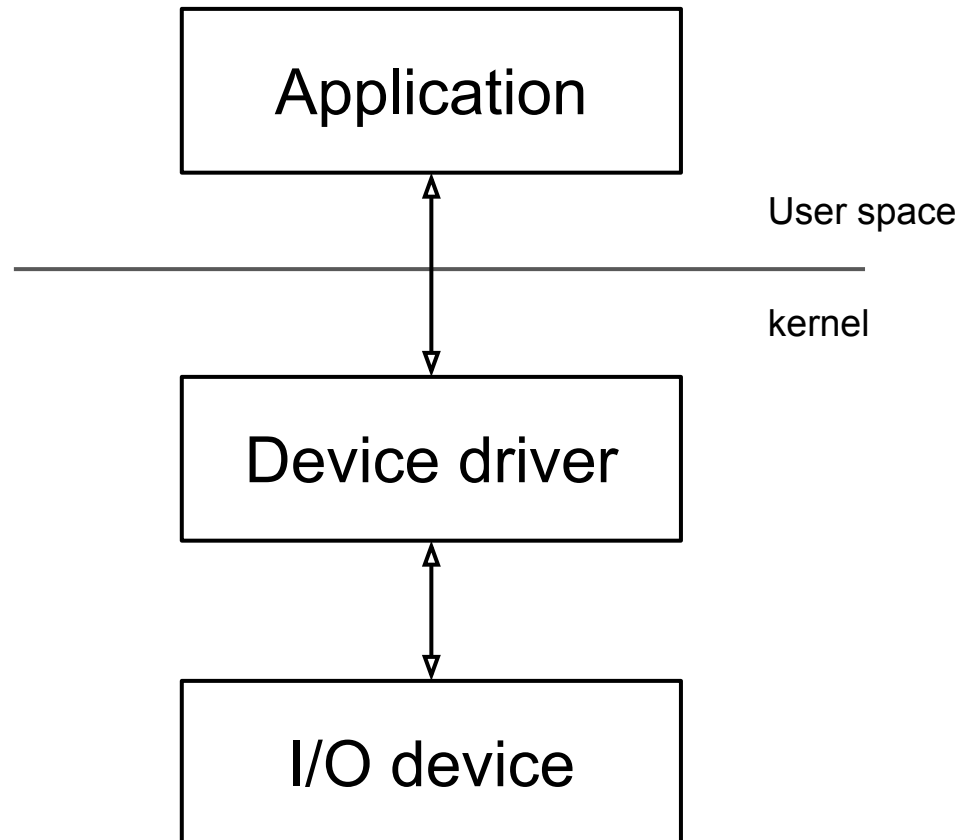 Application
User space
kernel
Device driver
I/O device